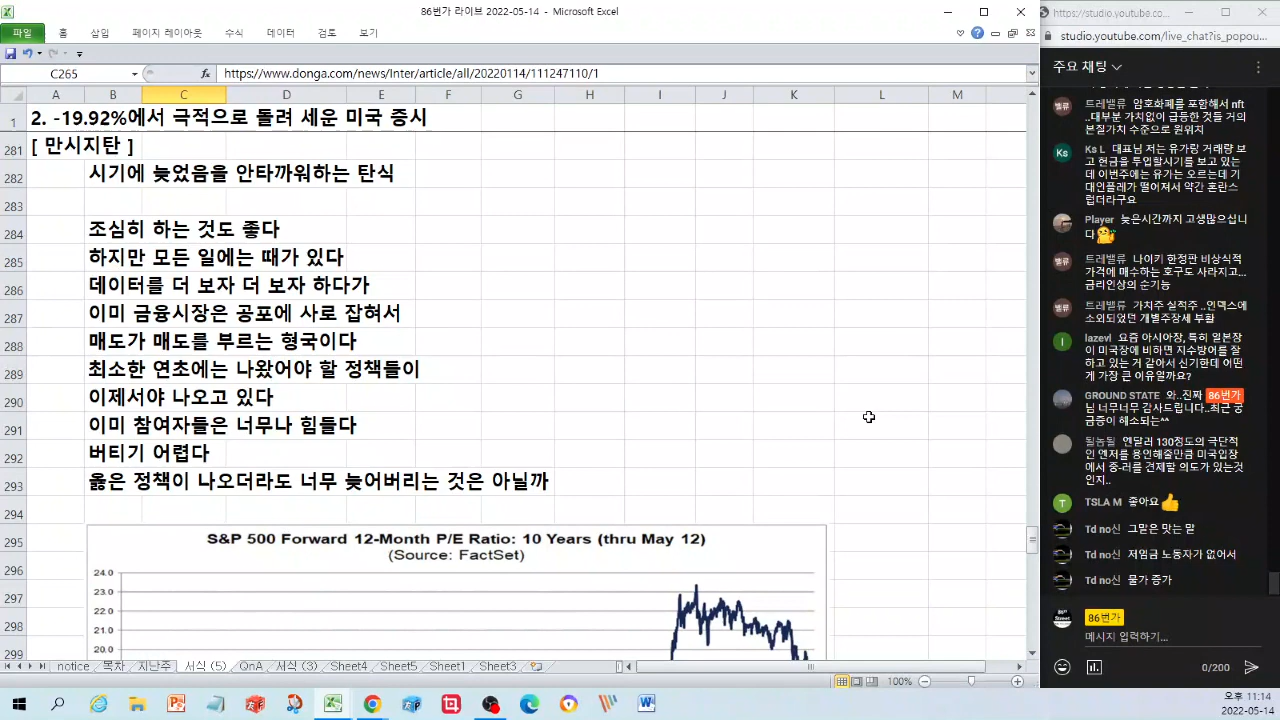 86번가 라이브 2022-05-14 - Microsoft Excel
파일 홈 삽입 페이지 레이아웃 수식 데이터 검토 보기
C265 fx https://www.donga.com/news/Inter/article/all/20220114/111247110/1
A B C D E F G H I J K L M
1 2. -19.92%에서 극적으로 돌려 세운 미국 증시
281 [ 만시지탄 ]
282 시기에 늦었음을 안타까워하는 탄식
283
284 조심히 하는 것도 좋다
285 하지만 모든 일에는 때가 있다
286 데이터를 더 보자 더 보자 하다가
287 이미 금융시장은 공포에 사로 잡혀서
288 매도가 매도를 부르는 형국이다
289 최소한 연초에는 나왔어야 할 정책들이
290 이제서야 나오고 있다
291 이미 참여자들은 너무나 힘들다
292 버티기 어렵다
293 옳은 정책이 나오더라도 너무 늦어버리는 것은 아닐까
294
295 S&P 500 Forward 12-Month P/E Ratio: 10 Years (thru May 12)
(Source: FactSet)
296
24.0
297 23.0
298 22.0
21.0
299 20.0
notice 목차 지난주 서식 (5) QnA 서식 (3) Sheet4 Sheet5 Sheet1 Sheet3
100%
https://studio.youtube.co...
studio.youtube.com/live_chat?is_popou...
주요 채팅
트레밸류 암호화폐를 포함해서 nft
..대부분 가치없이 급등한 것들 거의
본질가치 수준으로 원위치
Ks L 대표님 저는 유가랑 거래량 보
고 현금을 투입할시기를 보고 있는
데 이번주에는 유가는 오르는데 기
대인플레가 떨어져서 약간 혼란스
럽더라구요
Player 늦은시간까지 고생많으십니
다
트레밸류 나이키 한정판 비상식적
가격에 매수하는 호구도 사라지고...
금리인상의 순기능
트레밸류 가치주 실적주 ..인덱스에
소외되었던 개별주장세 부활
lazevl 요즘 아시아장, 특히 일본장
이 미국장에 비하면 지수방어를 잘
하고 있는 거 같아서 신기한데 어떤
게 가장 큰 이유일까요?
GROUND STATE 와..진짜 86번가
님 너무너무 감사드립니다..최근 궁
금증이 해소되는^^
엔달러 130정도의 극단적
인 엔저를 용인해줄만큼 미국입장
에서 중-러를 견제할 의도가 있는것
인지..
TSLA M 좋아요
Td no신 그말은 맞는 말
Td no신 저임금 노동자가 없어서
Td no신 물가 증가
86번가
메시지 입력하기...
0/200
오후 11:14
2022-05-14